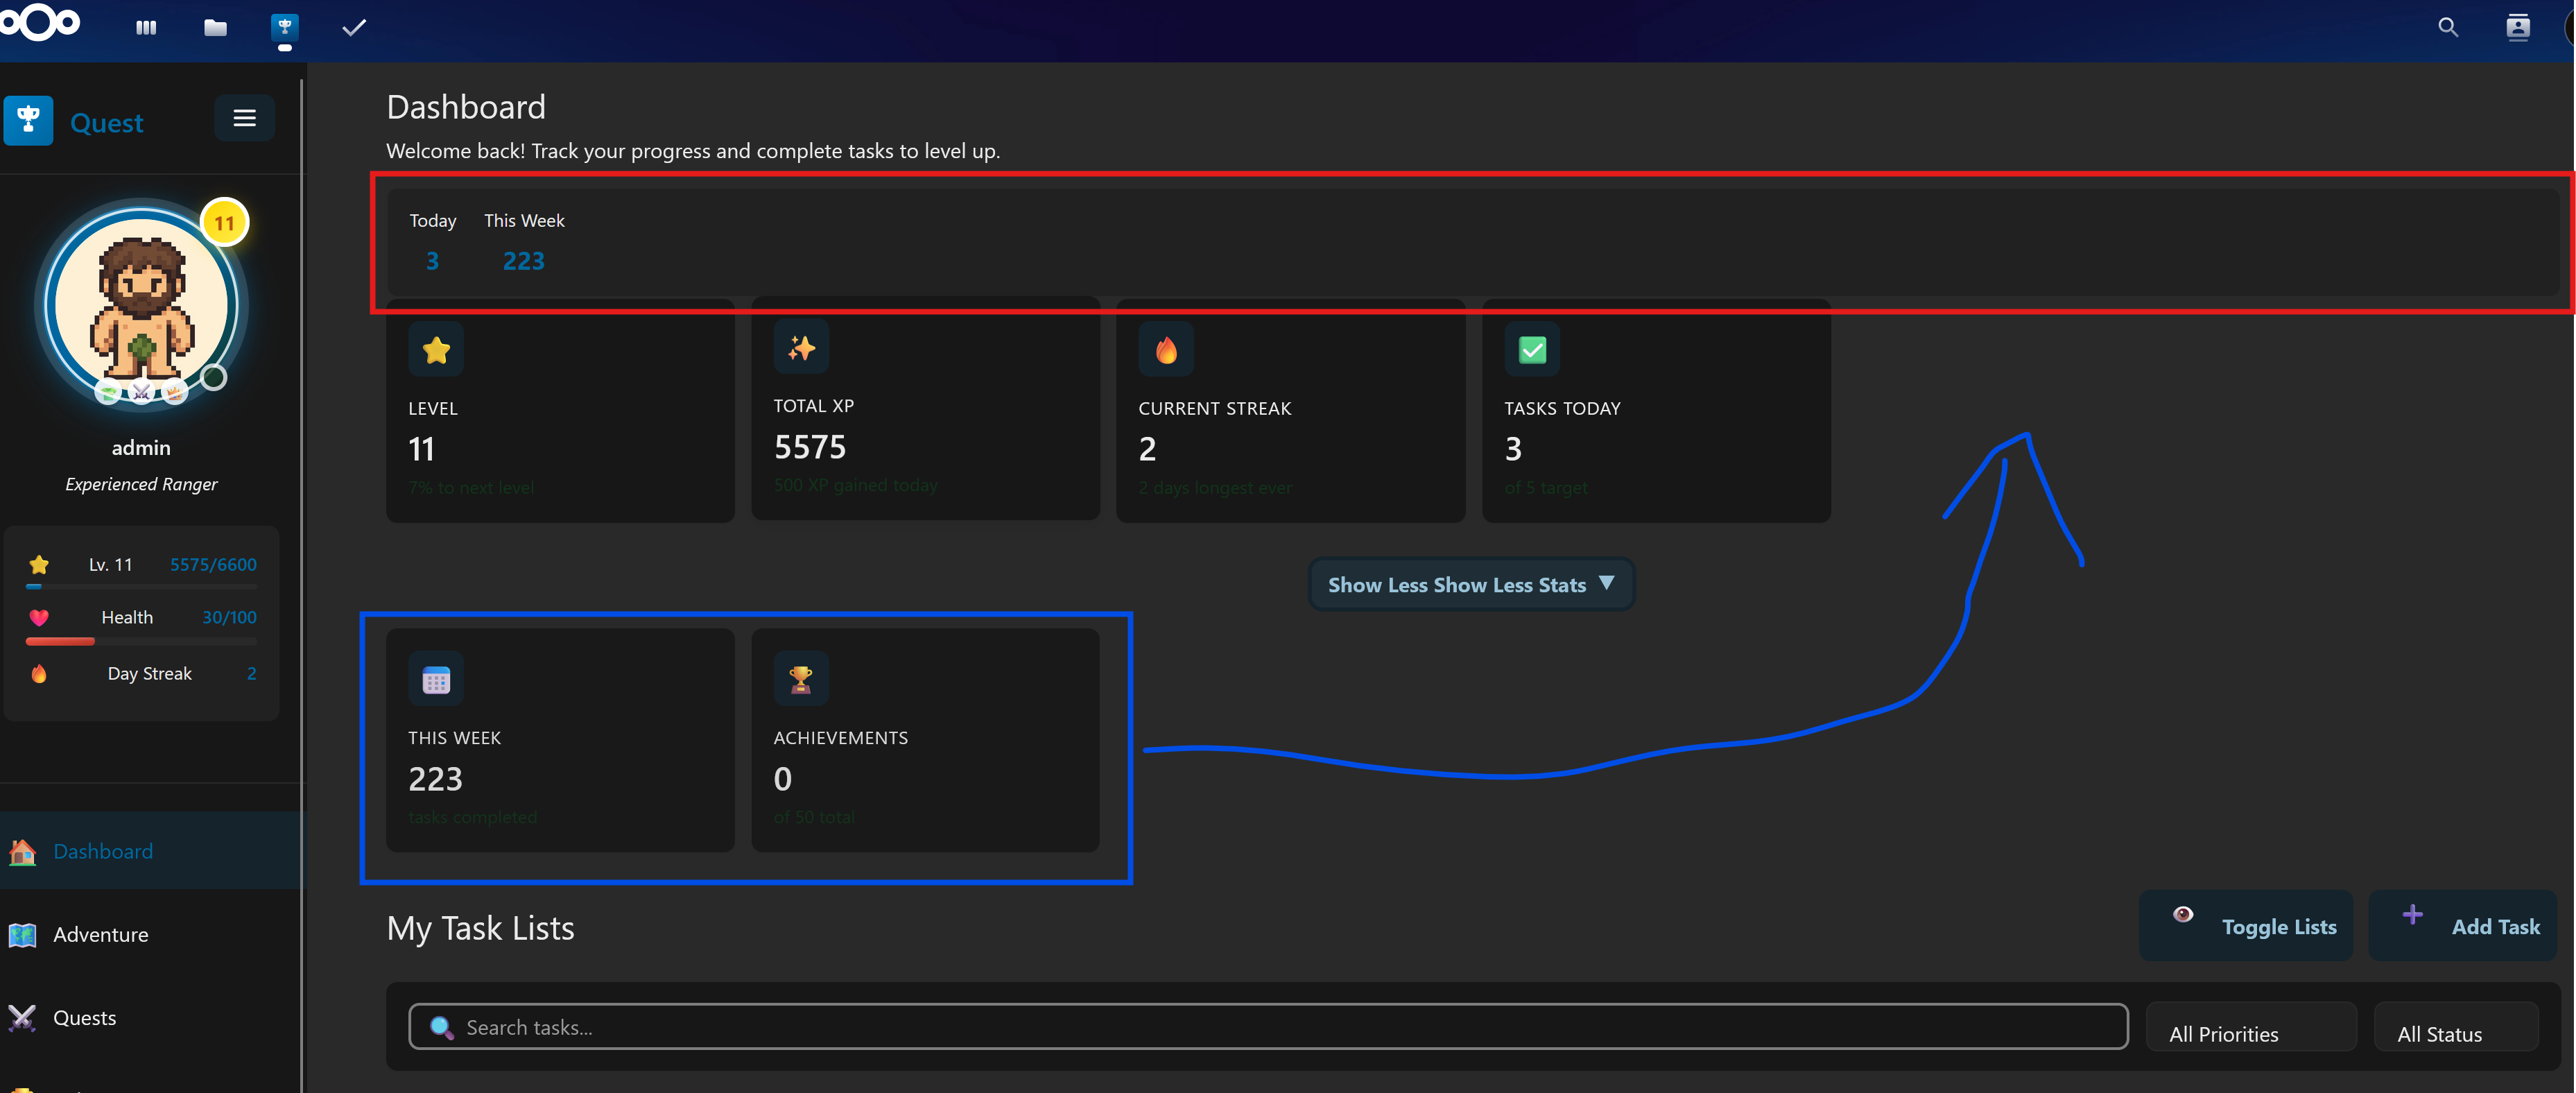 Quest
11
admin
Experienced Ranger
Lv. 11 5575/6600
Health 30/100
Day Streak 2
Dashboard
Adventure
Quests
Dashboard
Welcome back! Track your progress and complete tasks to level up.
Today This Week
3 223
LEVEL
11
7% to next level
TOTAL XP
5575
500 XP gained today
CURRENT STREAK
2
2 days longest ever
TASKS TODAY
3
of 5 target
Show Less Show Less Stats ▼
THIS WEEK
223
tasks completed
ACHIEVEMENTS
0
of 50 total
My Task Lists
Toggle Lists
Add Task
Search tasks...
All Priorities
All Status